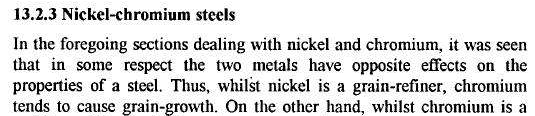 13.2.3 Nickel-chromium steels
In the foregoing sections dealing with nickel and chromium, it was seen
that in some respect the two metals have opposite effects on the
properties of a steel. Thus, whilst nickel is a grain-refiner, chromium
tends to cause grain-growth. On the other hand, whilst chromium is a